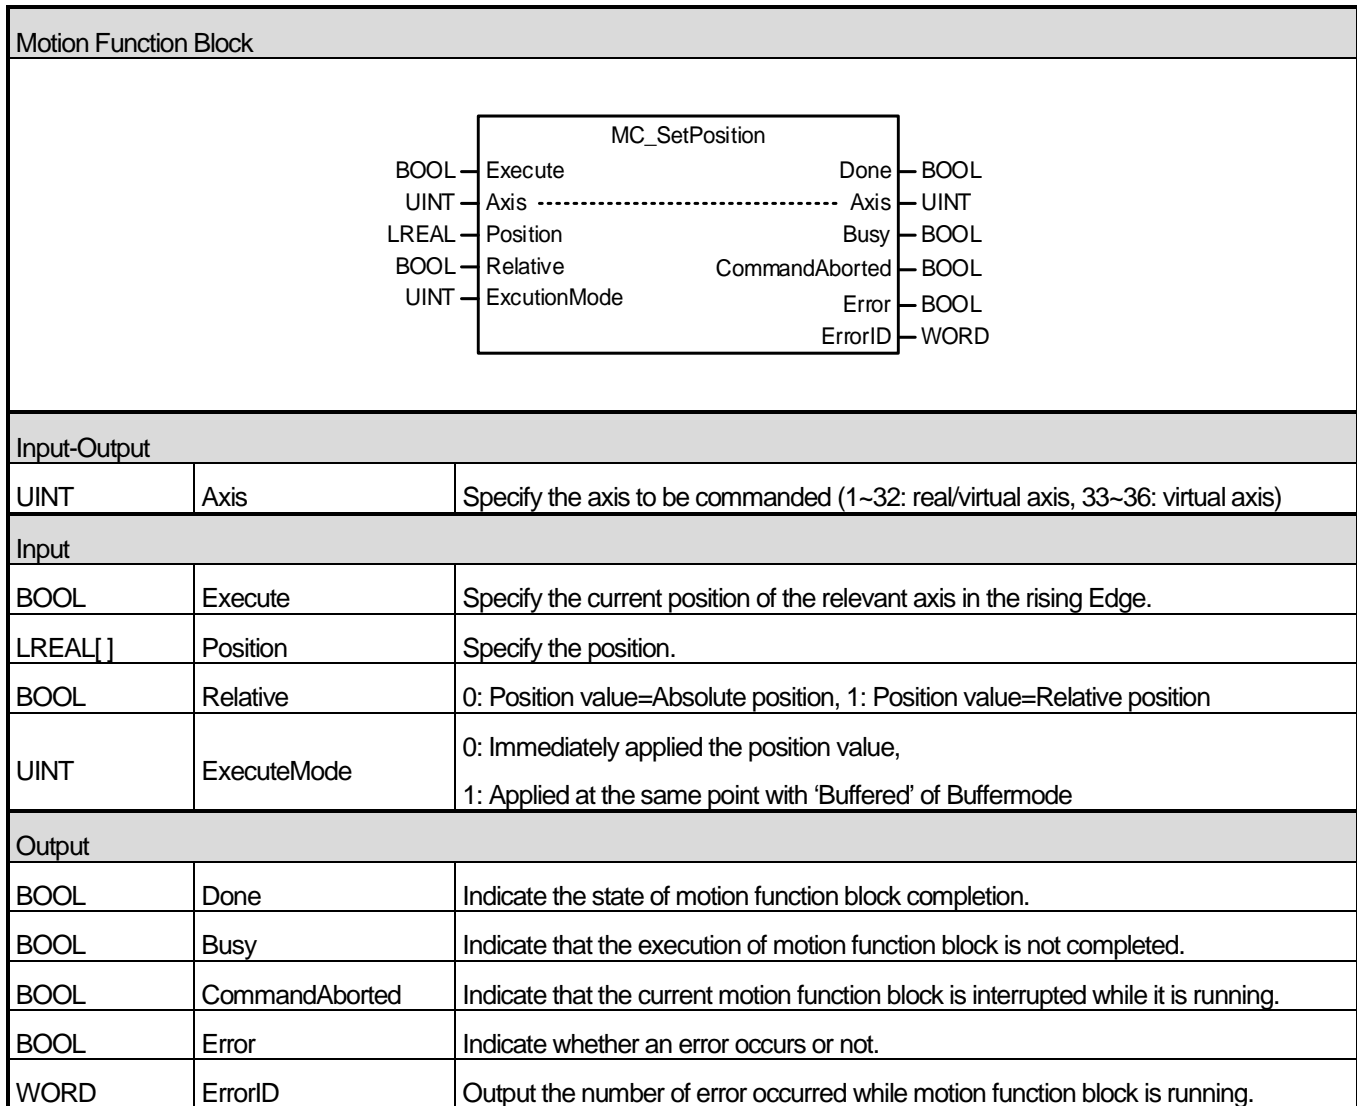 Motion Function Block
MC_SetPosition
BOOL Execute Done BOOL
UINT Axis Axis UINT
LREAL Position Busy BOOL
BOOL Relative CommandAborted BOOL
UINT ExcutionMode Error BOOL
ErrorID WORD
Input-Output
UINT Axis Specify the axis to be commanded (1~32: real/virtual axis, 33~36: virtual axis)
Input
BOOL Execute Specify the current position of the relevant axis in the rising Edge.
LREAL[ ] Position Specify the position.
BOOL Relative 0: Position value=Absolute position, 1: Position value=Relative position
UINT ExecuteMode 0: Immediately applied the position value,
1: Applied at the same point with ‘Buffered’ of Buffermode
Output
BOOL Done Indicate the state of motion function block completion.
BOOL Busy Indicate that the execution of motion function block is not completed.
BOOL CommandAborted Indicate that the current motion function block is interrupted while it is running.
BOOL Error Indicate whether an error occurs or not.
WORD ErrorID Output the number of error occurred while motion function block is running.